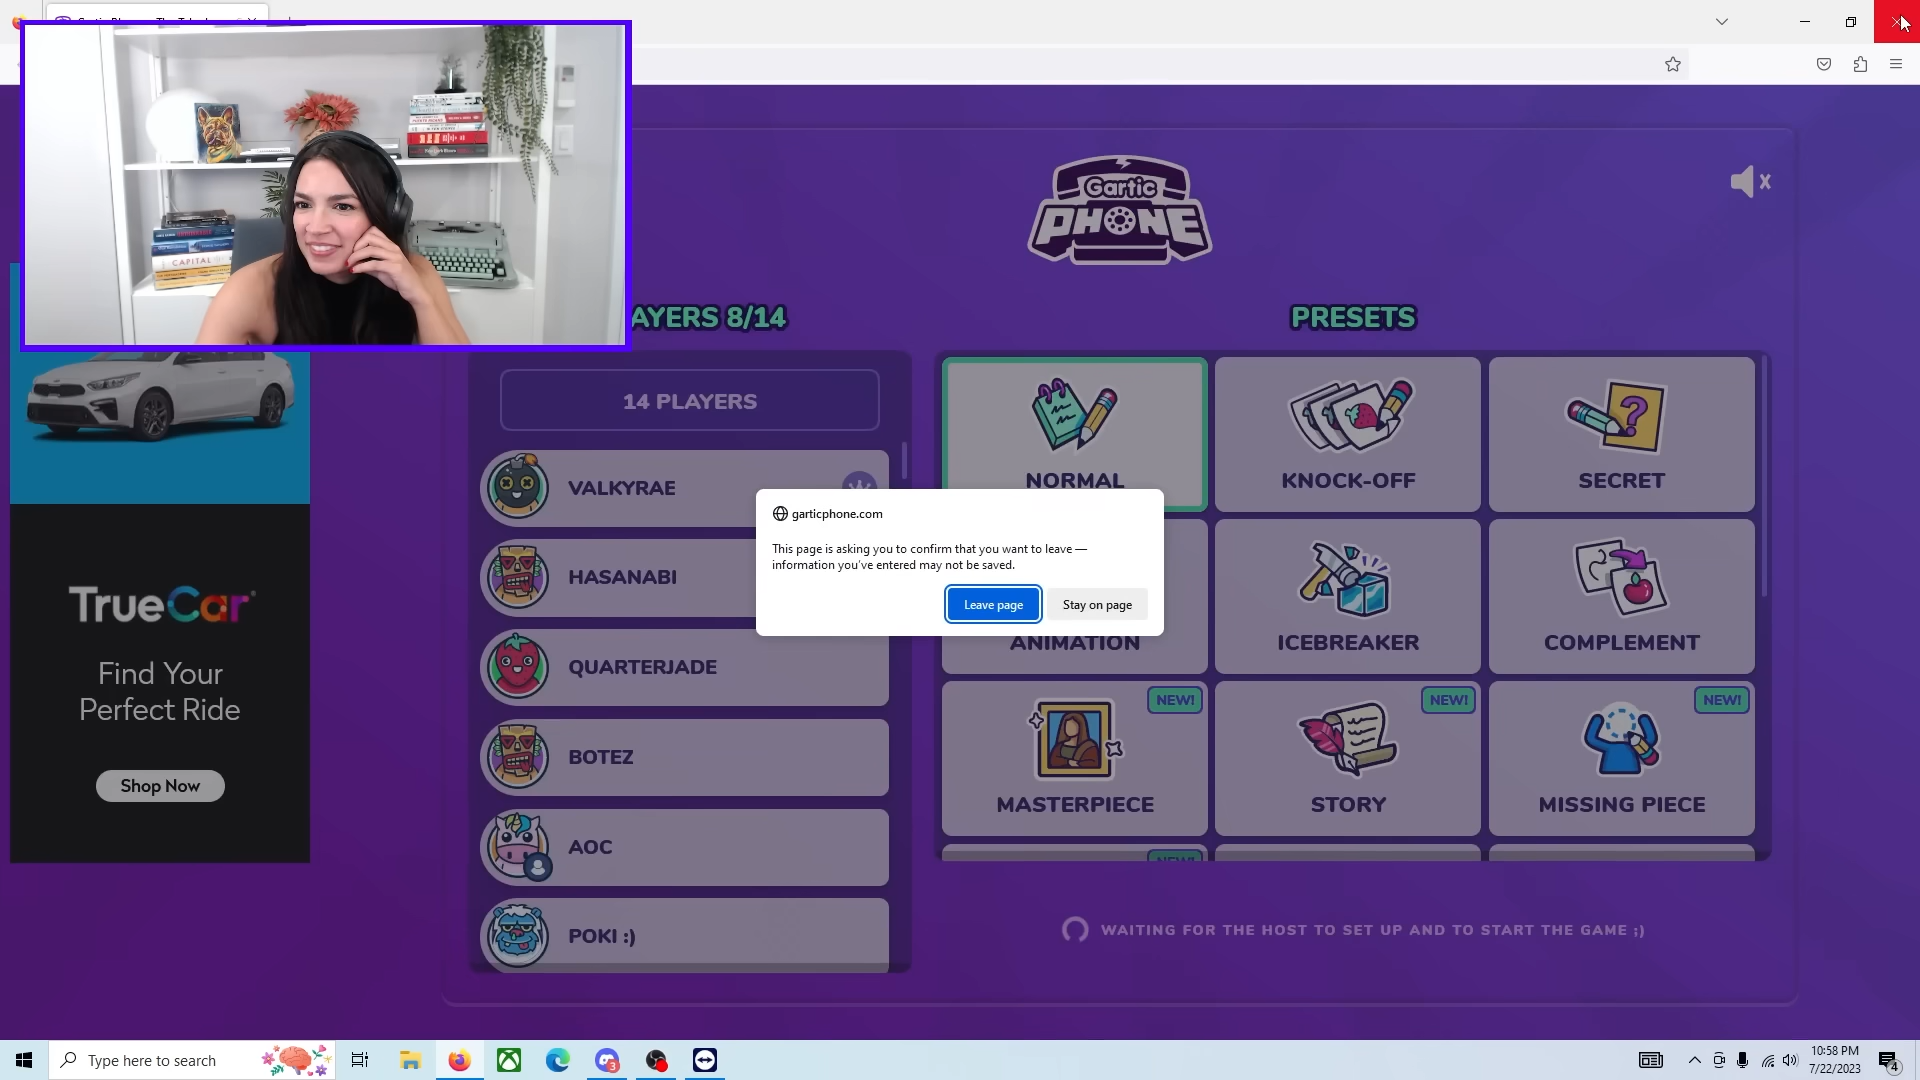 Gartic
PHONE
AYERS 8/14
PRESETS
14 PLAYERS
VALKYRAE
HASANABI
QUARTERJADE
BOTEZ
AOC
POKI :)
NORMAL
KNOCK-OFF
SECRET
ANIMATION
ICEBREAKER
COMPLEMENT
NEW!
NEW!
NEW!
MASTERPIECE
STORY
MISSING PIECE
NEW!
WAITING FOR THE HOST TO SET UP AND TO START THE GAME ;)
garticphone.com
This page is asking you to confirm that you want to leave —
information you've entered may not be saved.
Leave page
Stay on page
CAPITAL
TrueCar
Find Your
Perfect Ride
Shop Now
Type here to search
3
10:58 PM
7/22/2023
4